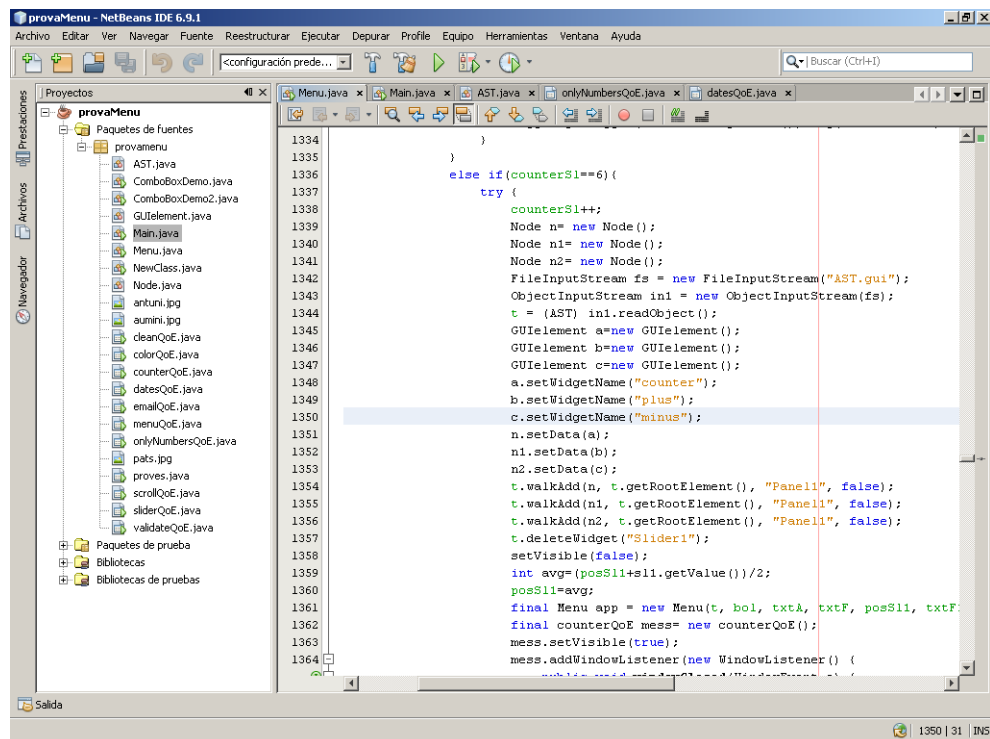 provaMenu - NetBeans IDE 6.9.1
Archivo Editar Ver Navegar Fuente Reestructurar Ejecutar Depurar Profile Equipo Herramientas Ventana Ayuda
<configuración prede...
Buscar (Ctrl+I)
Prestaciones
Archivos
Navegador
Proyectos
provaMenu
Paquetes de fuentes
provamenu
AST.java
ComboBoxDemo.java
ComboBoxDemo2.java
GUIelement.java
Main.java
Menu.java
NewClass.java
Node.java
antuni.jpg
aumini.jpg
cleanQoE.java
colorQoE.java
counterQoE.java
datesQoE.java
emailQoE.java
menuQoE.java
onlyNumbersQoE.java
pats.jpg
proves.java
scrollQoE.java
sliderQoE.java
validateQoE.java
Paquetes de prueba
Bibliotecas
Bibliotecas de pruebas
Menu.java x Main.java x AST.java x onlyNumbersQoE.java x datesQoE.java x
1334 }
1335 }
1336 else if(counterSl==6){
1337 try {
1338 counterSl++;
1339 Node n= new Node();
1340 Node n1= new Node();
1341 Node n2= new Node();
1342 FileInputStream fs = new FileInputStream("AST.gui");
1343 ObjectInputStream in1 = new ObjectInputStream(fs);
1344 t = (AST) in1.readObject();
1345 GUIelement a=new GUIelement();
1346 GUIelement b=new GUIelement();
1347 GUIelement c=new GUIelement();
1348 a.setWidgetName("counter");
1349 b.setWidgetName("plus");
1350 c.setWidgetName("minus");
1351 n.setData(a);
1352 n1.setData(b);
1353 n2.setData(c);
1354 t.walkAdd(n, t.getRootElement(), "Panel1", false);
1355 t.walkAdd(n1, t.getRootElement(), "Panel1", false);
1356 t.walkAdd(n2, t.getRootElement(), "Panel1", false);
1357 t.deleteWidget("Slider1");
1358 setVisible(false);
1359 int avg=(posSl1+sl1.getValue())/2;
1360 posSl1=avg;
1361 final Menu app = new Menu(t, bol, txtA, txtF, posSl1, txtF
1362 final counterQoE mess= new counterQoE();
1363 mess.setVisible(true);
1364 mess.addWindowListener(new WindowListener() {
Salida
1350 | 31 INS